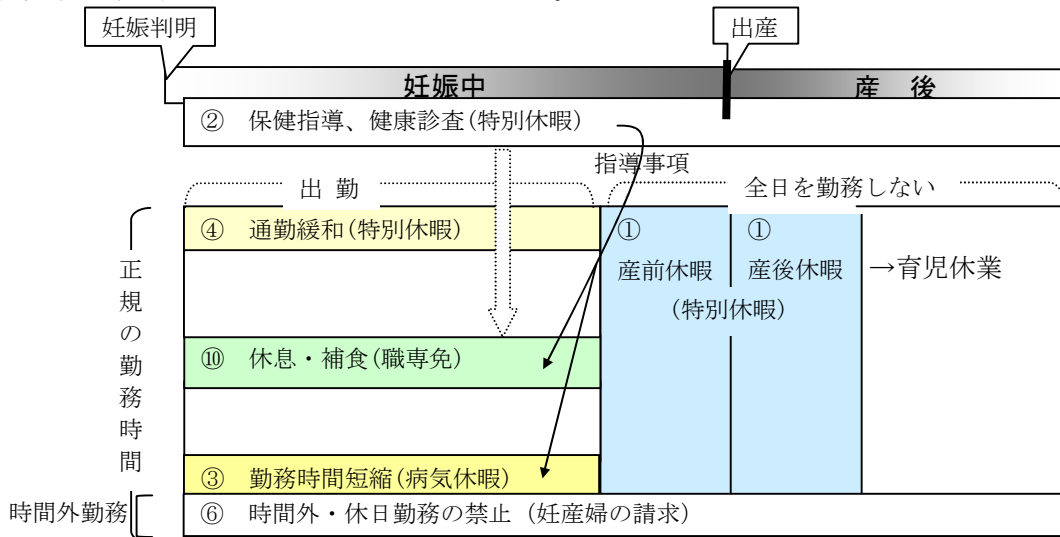 妊娠判明
出産
妊娠中
産 後
② 保健指導、健康診査(特別休暇)
指導事項
出 勤
全日を勤務しない
④ 通勤緩和(特別休暇)
①
産前休暇
①
産後休暇
(特別休暇)
→育児休業
正規の勤務時間
⑩ 休息・補食(職専免)
③ 勤務時間短縮(病気休暇)
時間外勤務
⑥ 時間外・休日勤務の禁止（妊産婦の請求）